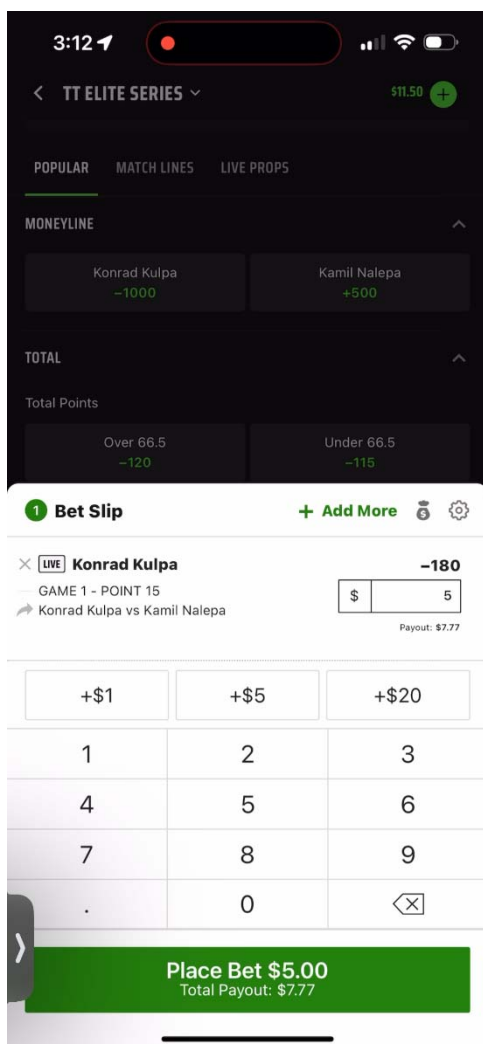 3:12
TT ELITE SERIES
$11.50 +
POPULAR MATCH LINES LIVE PROPS
MONEYLINE
Konrad Kulpa Kamil Nalepa
−1000 +500
TOTAL
Total Points
Over 66.5 Under 66.5
−120 −115
1 Bet Slip + Add More $
LIVE Konrad Kulpa −180
GAME 1 - POINT 15 $ 5
Konrad Kulpa vs Kamil Nalepa
Payout: $7.77
+$1 +$5 +$20
1 2 3
4 5 6
7 8 9
. 0
Place Bet $5.00
Total Payout: $7.77